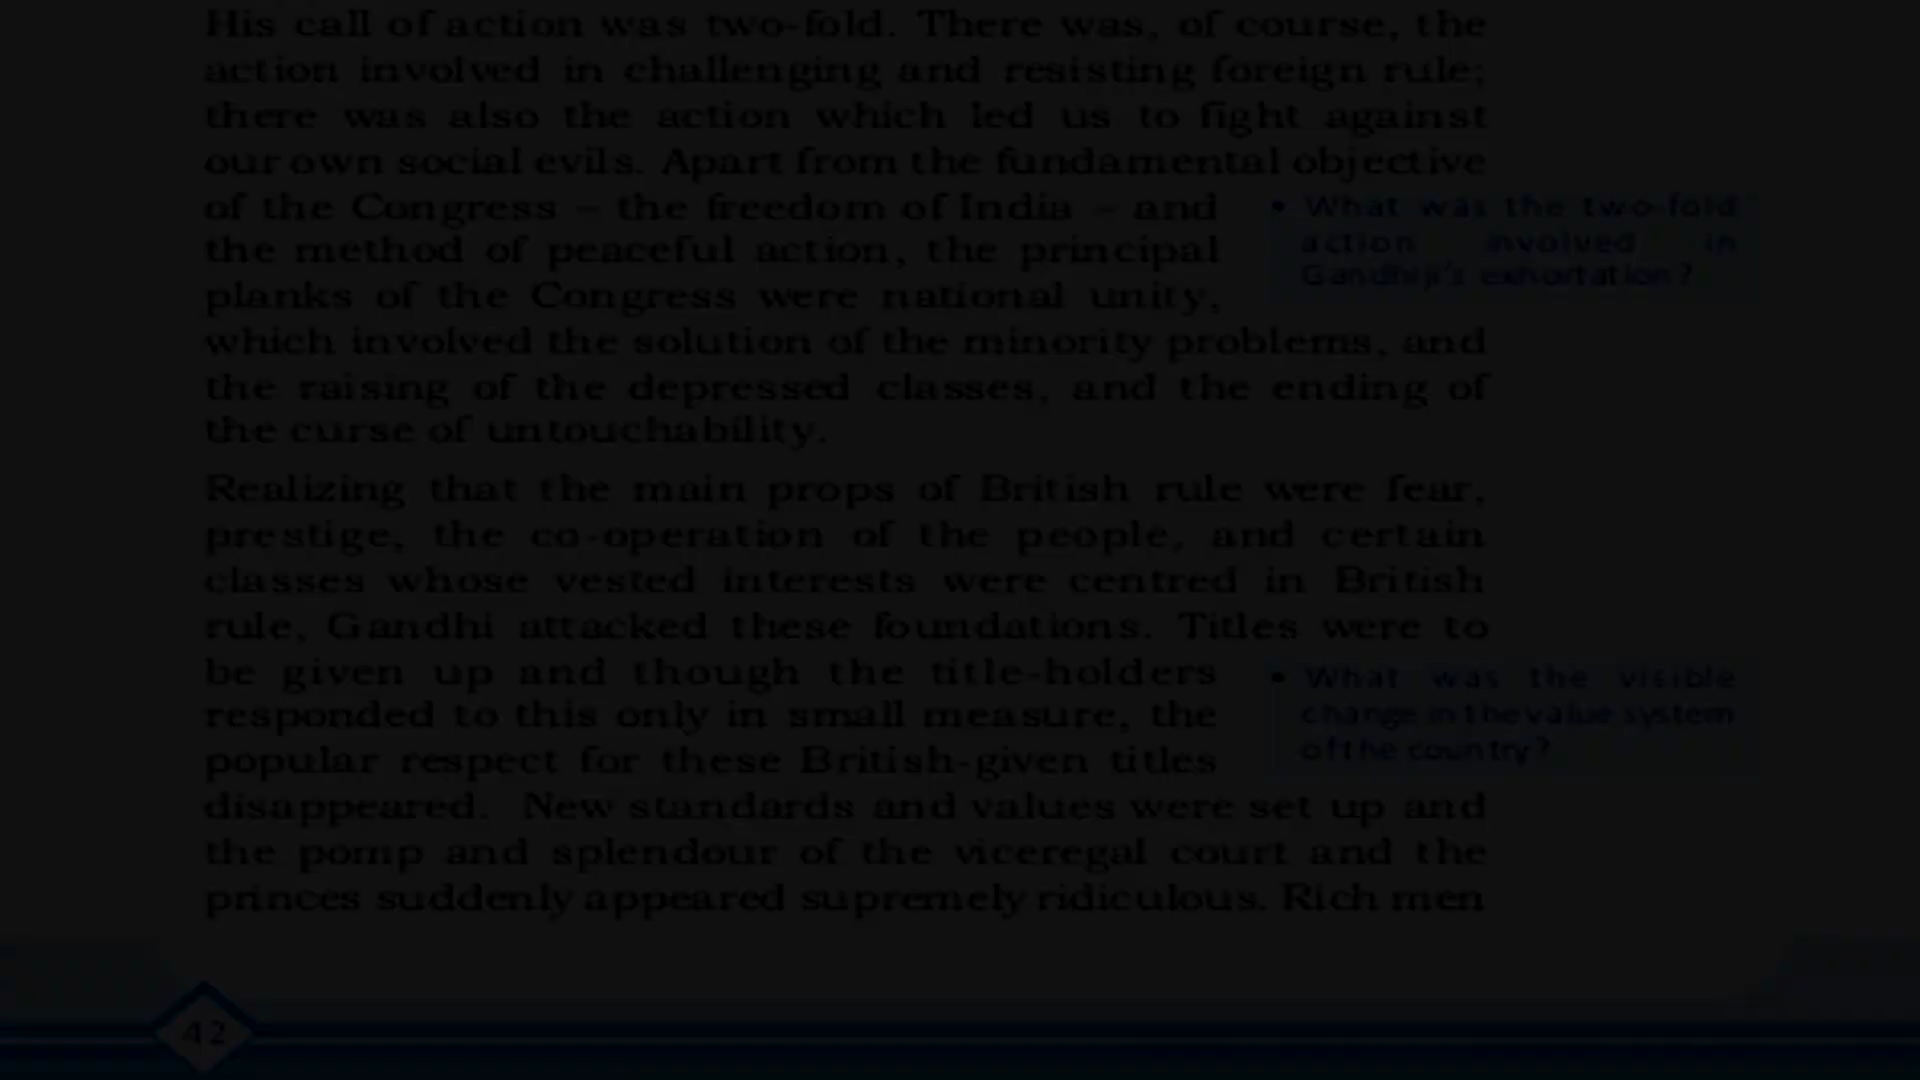 His call of action was two-fold. There was, of course, the
action involved in challenging and resisting foreign rule;
there was also the action which led us to fight against
our own social evils. Apart from the fundamental objective
of the Congress – the freedom of India – and
the method of peaceful action, the principal
planks of the Congress were national unity,
which involved the solution of the minority problems, and
the raising of the depressed classes, and the ending of
the curse of untouchability.
• What was the two-fold
action involved in
Gandhiji's exhortation?
Realizing that the main props of British rule were fear,
prestige, the co-operation of the people, and certain
classes whose vested interests were centred in British
rule, Gandhi attacked these foundations. Titles were to
be given up and though the title-holders
responded to this only in small measure, the
popular respect for these British-given titles
disappeared. New standards and values were set up and
the pomp and splendour of the viceregal court and the
princes suddenly appeared supremely ridiculous. Rich men
• What was the visible
change in the value system
of the country?
42